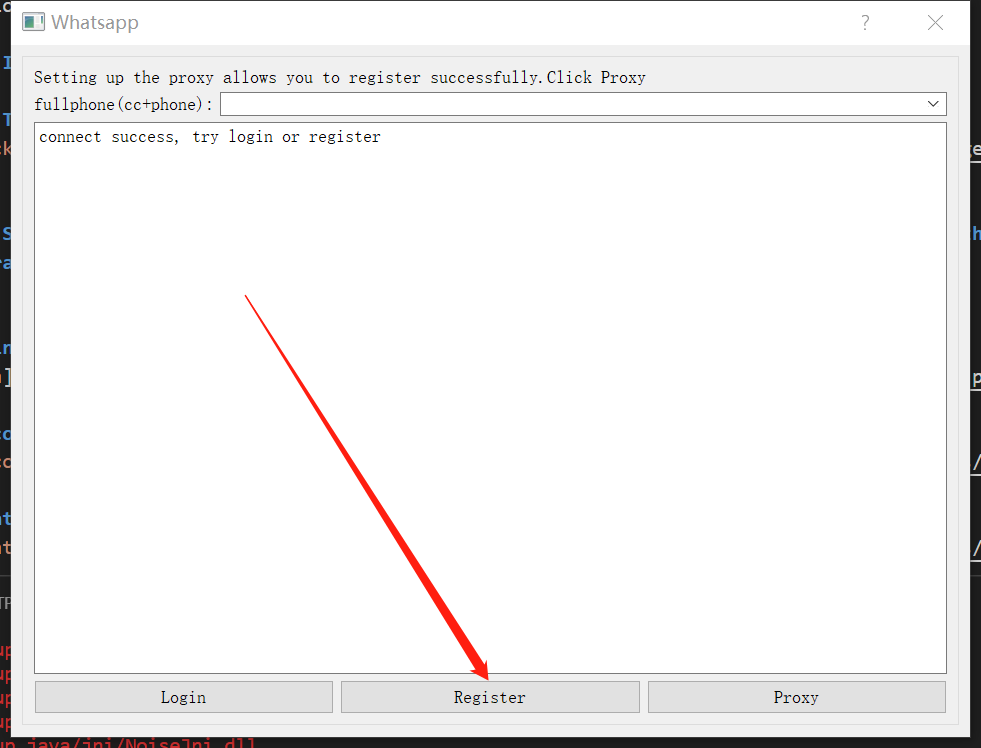 Whatsapp
?
Setting up the proxy allows you to register successfully.Click Proxy
fullphone(cc+phone):
connect success, try login or register
Login
Register
Proxy
up java/jni/NoiseJni.dll